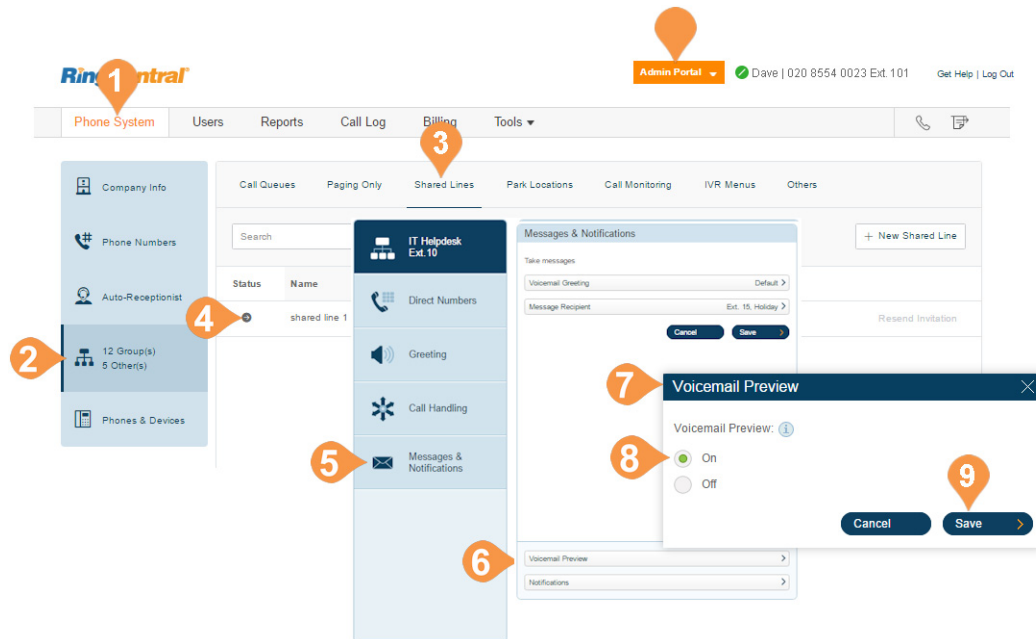 RingCentral
1
Admin Portal
Dave | 020 8554 0023 Ext. 101
Get Help | Log Out
Phone System
Users
Reports
Call Log
Billing
Tools
3
Company Info
Phone Numbers
Auto-Receptionist
2
12 Group(s)
5 Other(s)
Phones & Devices
Call Queues
Paging Only
Shared Lines
Park Locations
Call Monitoring
IVR Menus
Others
Search
+ New Shared Line
Status
Name
4
shared line 1
Resend Invitation
IT Helpdesk
Ext.10
Direct Numbers
Greeting
Call Handling
5
Messages &
Notifications
Messages & Notifications
Take messages
Voicemail Greeting
Default >
Message Recipient
Ext. 15, Holiday >
Cancel
Save >
6
Voicemail Preview >
Notifications >
7
Voicemail Preview
Voicemail Preview: i
8
On
Off
9
Cancel
Save >